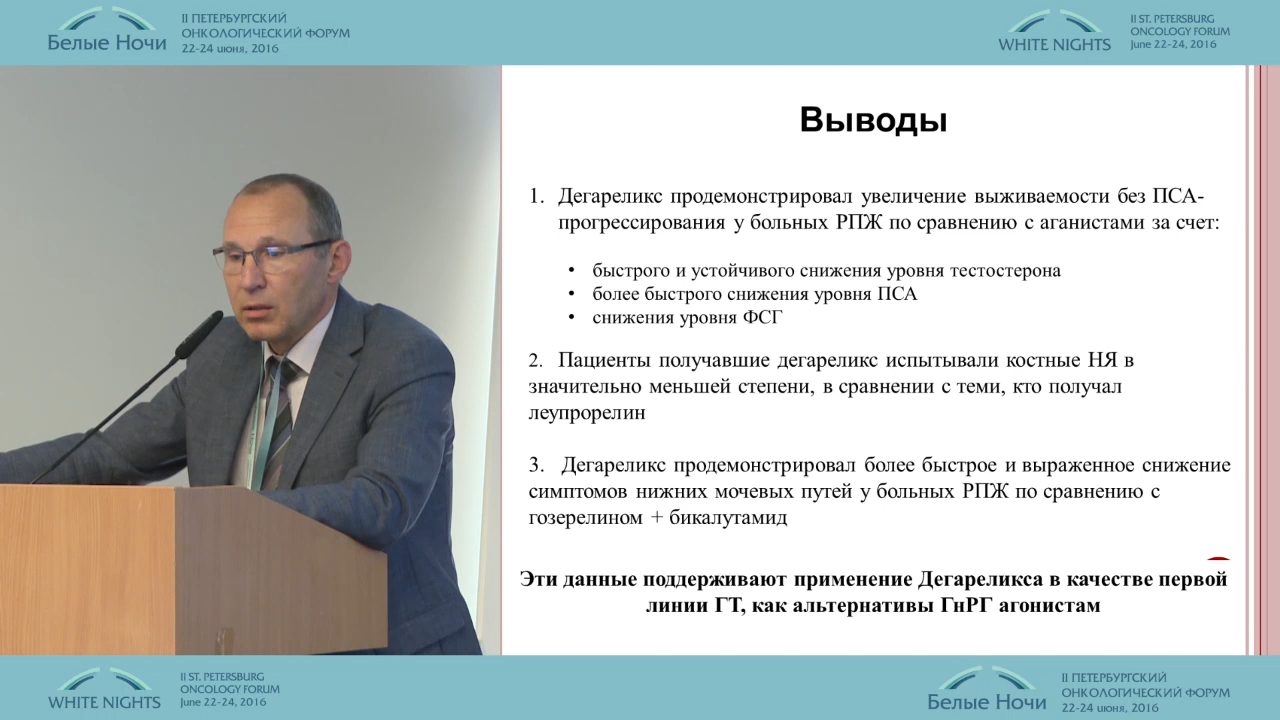 Белые Ночи
II ПЕТЕРБУРГСКИЙ
ОНКОЛОГИЧЕСКИЙ ФОРУМ
22-24 июня, 2016
WHITE NIGHTS
II ST. PETERSBURG
ONCOLOGY FORUM
June 22-24, 2016
Выводы
1. Дегареликс продемонстрировал увеличение выживаемости без ПСА-
прогрессирования у больных РПЖ по сравнению с аганистами за счет:
• быстрого и устойчивого снижения уровня тестостерона
• более быстрого снижения уровня ПСА
• снижения уровня ФСГ
2. Пациенты получавшие дегареликс испытывали костные НЯ в
значительно меньшей степени, в сравнении с теми, кто получал
леупрорелин
3. Дегареликс продемонстрировал более быстрое и выраженное снижение
симптомов нижних мочевых путей у больных РПЖ по сравнению с
гозерелином + бикалутамид
Эти данные поддерживают применение Дегареликса в качестве первой
линии ГТ, как альтернативы ГнРГ агонистам
WHITE NIGHTS
II ST. PETERSBURG
ONCOLOGY FORUM
June 22-24, 2016
Белые Ночи
II ПЕТЕРБУРГСКИЙ
ОНКОЛОГИЧЕСКИЙ ФОРУМ
22-24 июня, 2016